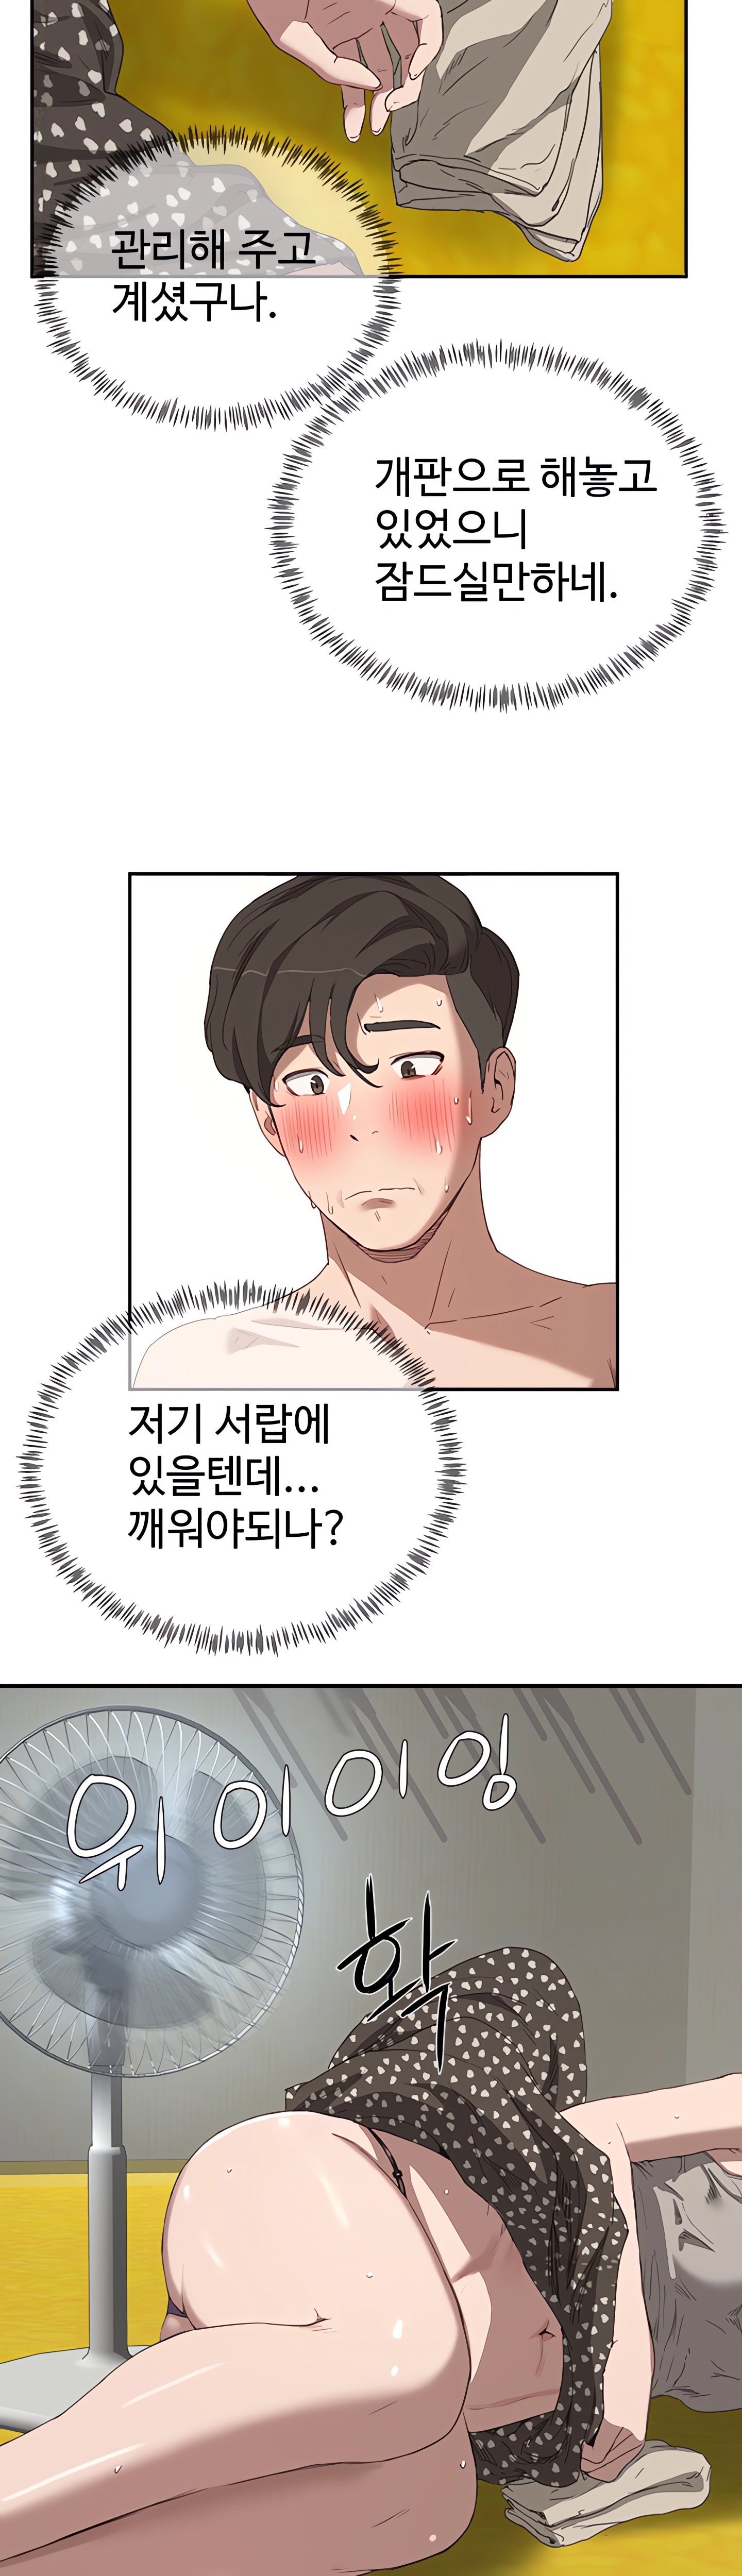 관리해 주고
계셨구나.
개판으로 해놓고
있었으니
잠드실만하네.
저기 서랍에
있을텐데...
깨워야되나?
위이이잉
확